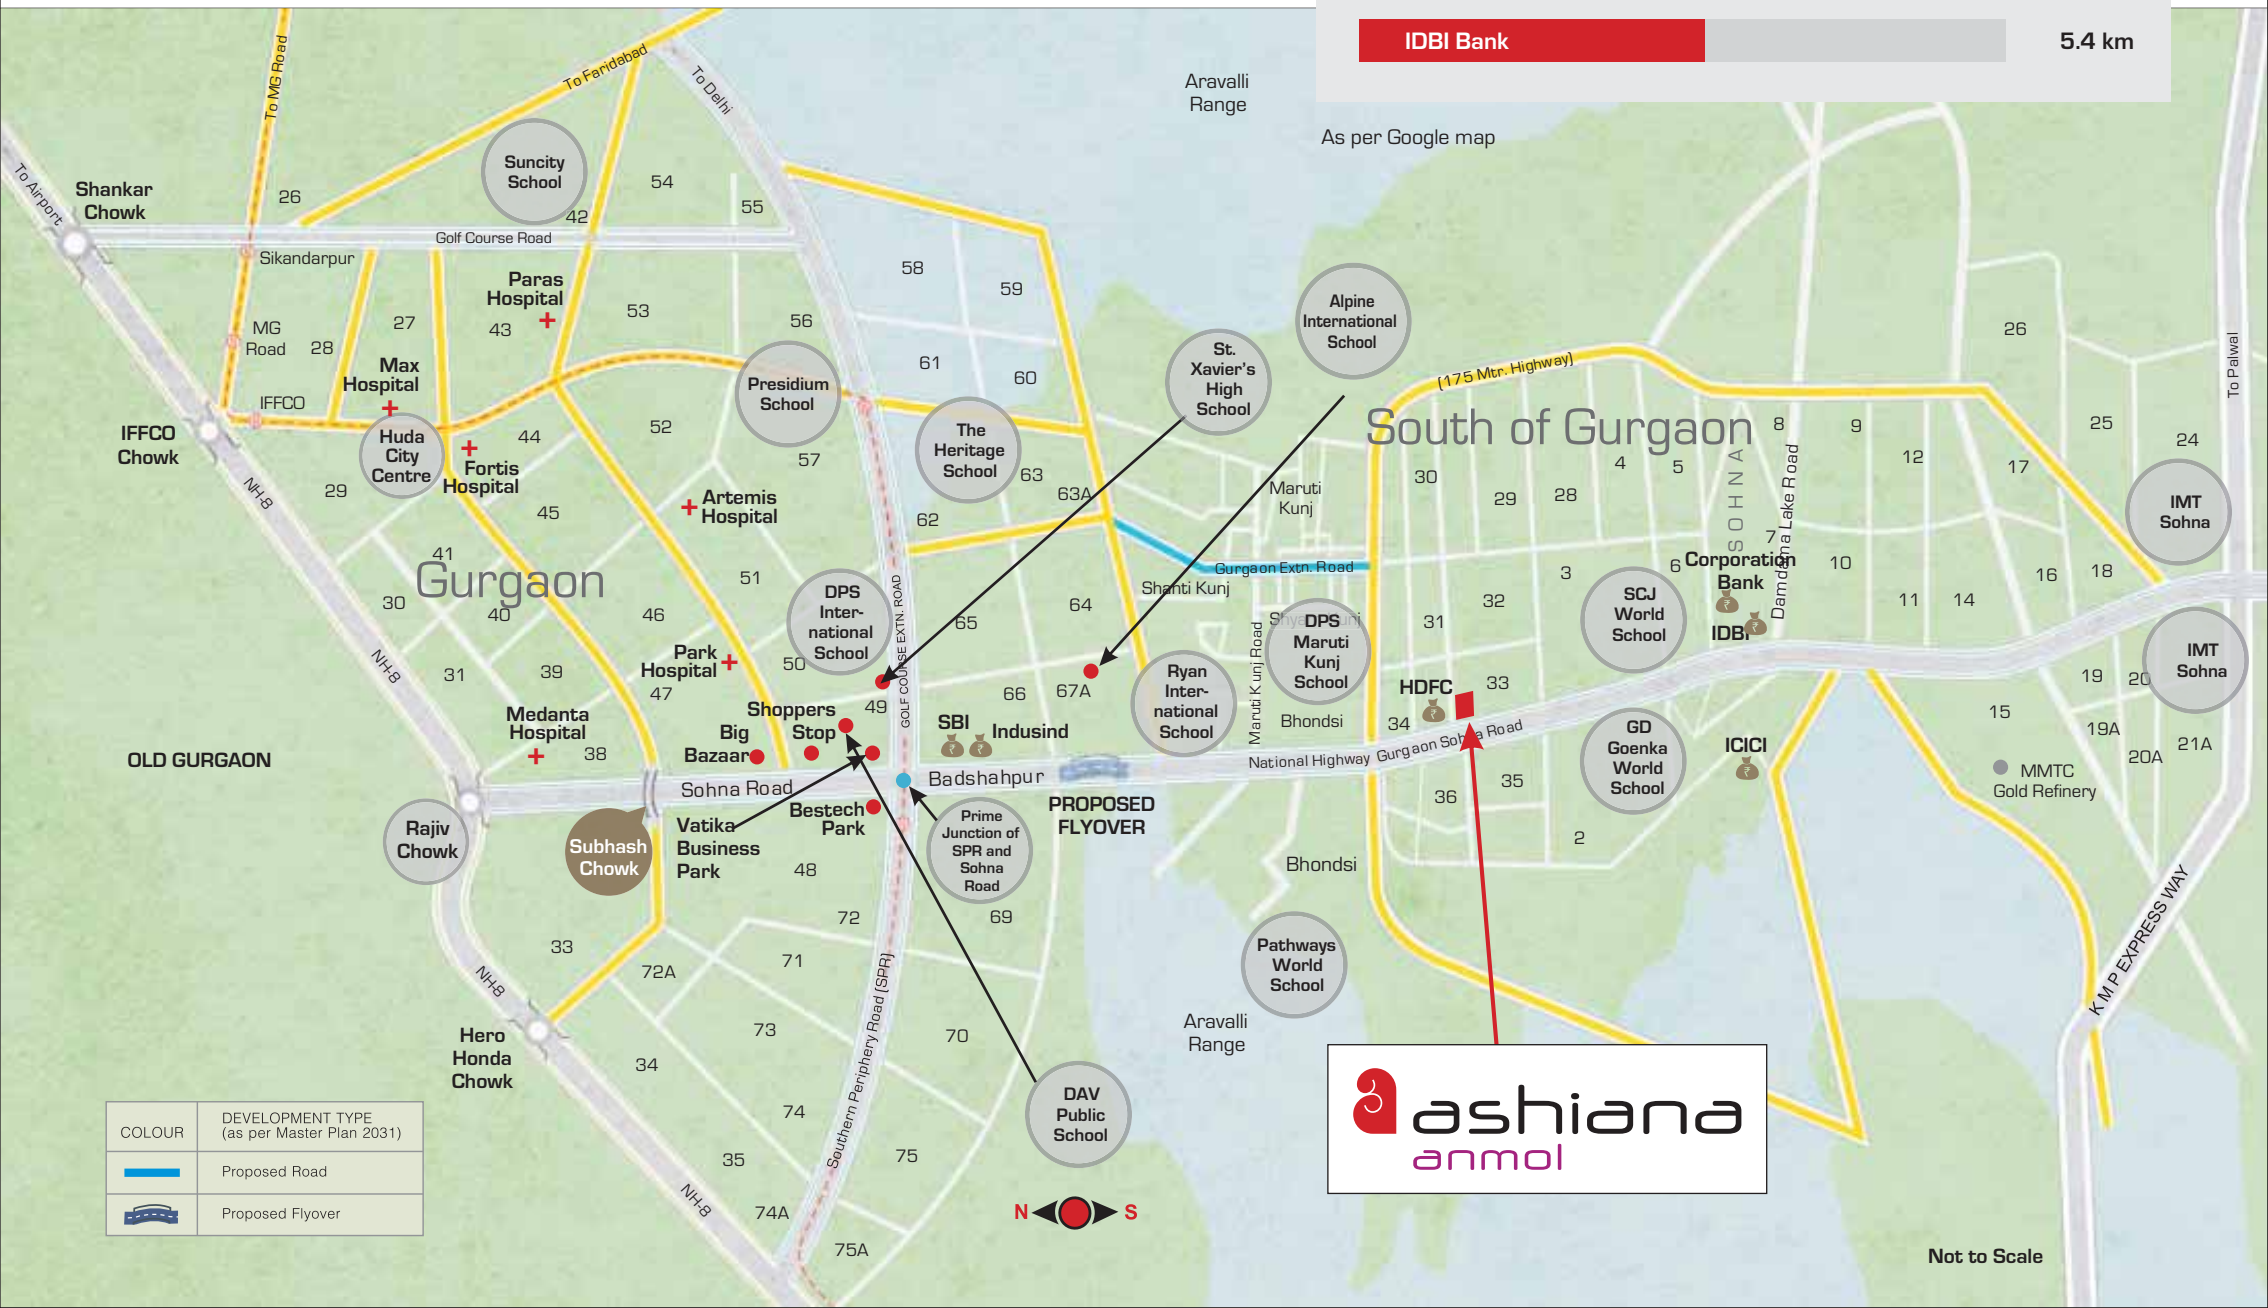 IDBI Bank
5.4 km
As per Google map
Aravalli
Range
To MG Road
To Faridabad
To Delhi
To Airport
Shankar
Chowk
26
Suncity
School
42
54
55
Golf Course Road
Sikandarpur
Paras
Hospital
58
59
MG
Road
28
27
43
53
56
61
60
Max
Hospital
IFFCO
IFFCO
Chowk
Huda
City
Centre
44
Fortis
Hospital
52
Presidium
School
57
The
Heritage
School
63
63A
62
St.
Xavier's
High
School
Alpine
International
School
(175 Mtr. Highway)
South of Gurgaon
26
To Palwal
NH-8
29
45
Artemis
Hospital
Maruti
Kunj
30
29
28
4
5
SOHNA
8
9
12
17
25
24
IMT
Sohna
41
Gurgaon
30
40
46
51
DPS
Inter-
national
School
GOLF COURSE EXTN. ROAD
64
65
Gurgaon Extn. Road
Shanti Kunj
DPS
Maruti
Kunj
School
Maruti Kunj Road
31
32
3
6
7
Corporation
Bank
Damdama Lake Road
10
11
14
16
18
SCJ
World
School
IDBI
NH-8
31
39
Park
Hospital
47
50
49
66
67A
Ryan
Inter-
national
School
Bhondsi
HDFC
33
34
19
20
IMT
Sohna
Medanta
Hospital
38
Shoppers
Stop
Big
Bazaar
SBI
Indusind
National Highway Gurgaon Sohna Road
GD
Goenka
World
School
ICICI
15
19A
20A
21A
MMTC
Gold Refinery
OLD GURGAON
Sohna Road
Badshahpur
PROPOSED
FLYOVER
36
35
2
Rajiv
Chowk
Subhash
Chowk
Vatika
Business
Park
Bestech
Park
Prime
Junction of
SPR and
Sohna
Road
48
Bhondsi
72
69
33
72A
71
Pathways
World
School
K M P EXPRESS WAY
NH-8
Hero
Honda
Chowk
34
73
70
Southern Periphery Road (SPR)
Aravalli
Range
74
35
75
DAV
Public
School
NH-8
74A
75A
N
S
ashiana
anmol
COLOUR
DEVELOPMENT TYPE
(as per Master Plan 2031)
Proposed Road
Proposed Flyover
Not to Scale